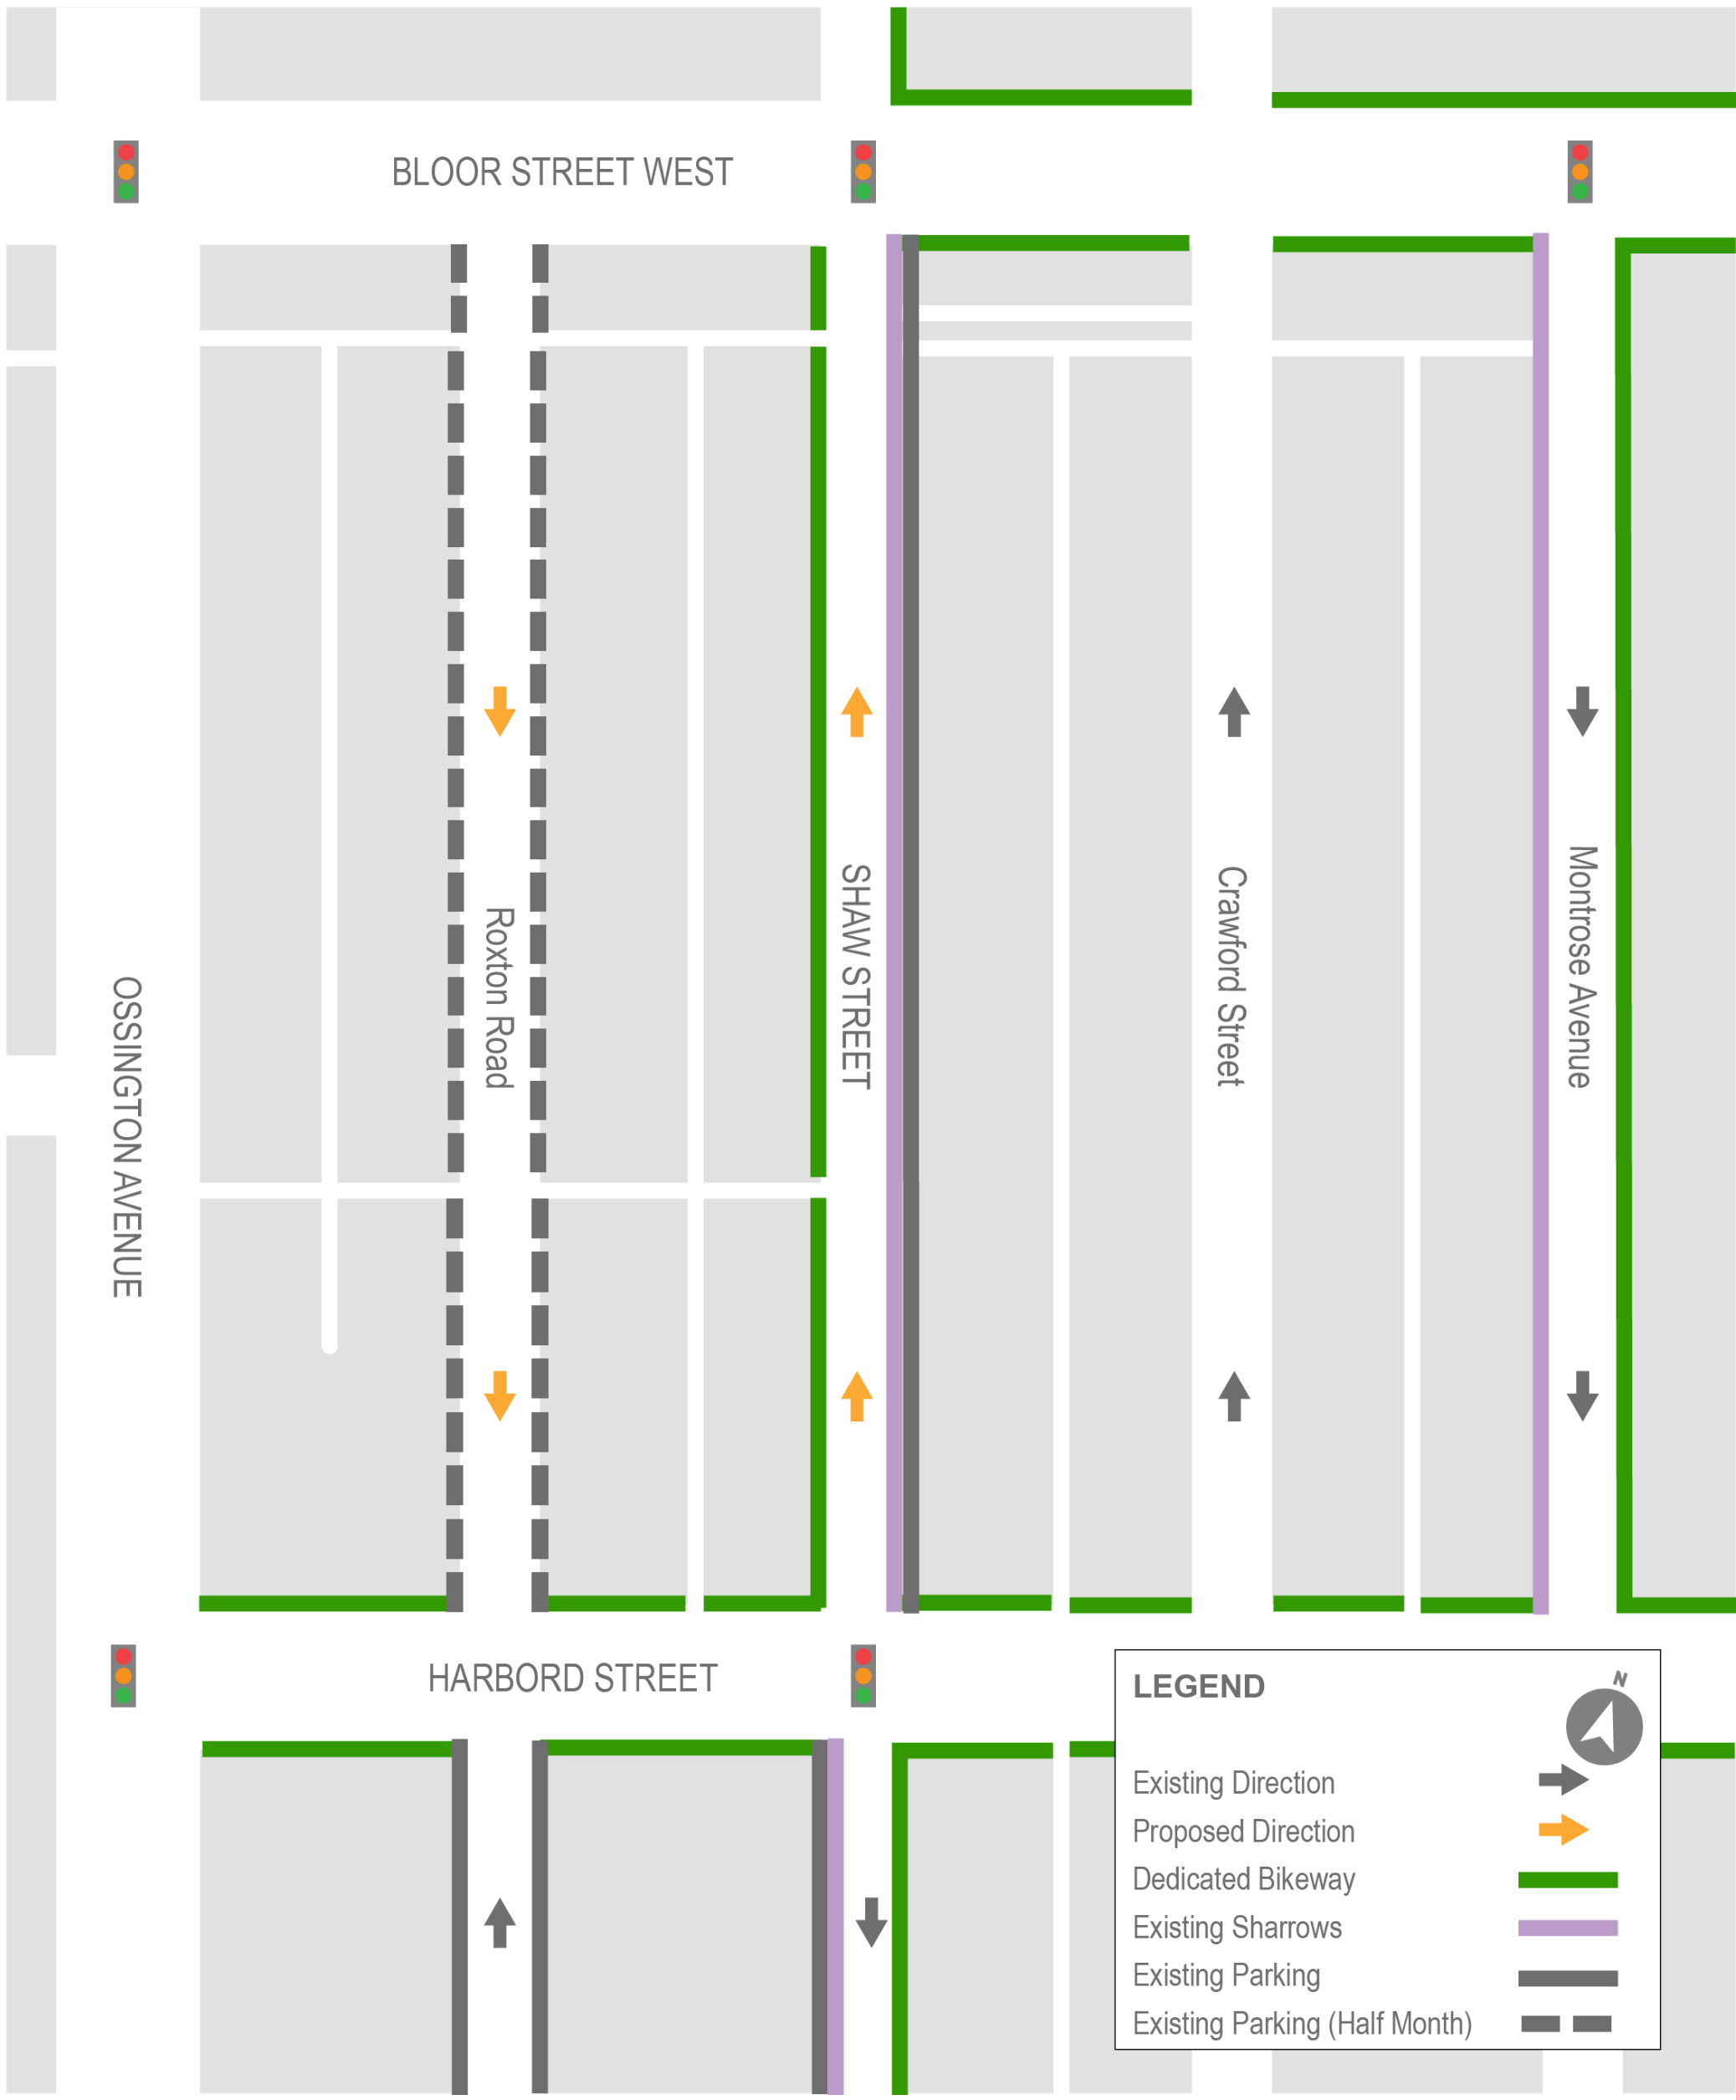 BLOOR STREET WEST
OSSINGTON AVENUE
Roxton Road
SHAW STREET
Crawford Street
Montrose Avenue
HARBORD STREET
LEGEND
N
Existing Direction
Proposed Direction
Dedicated Bikeway
Existing Sharrows
Existing Parking
Existing Parking (Half Month)